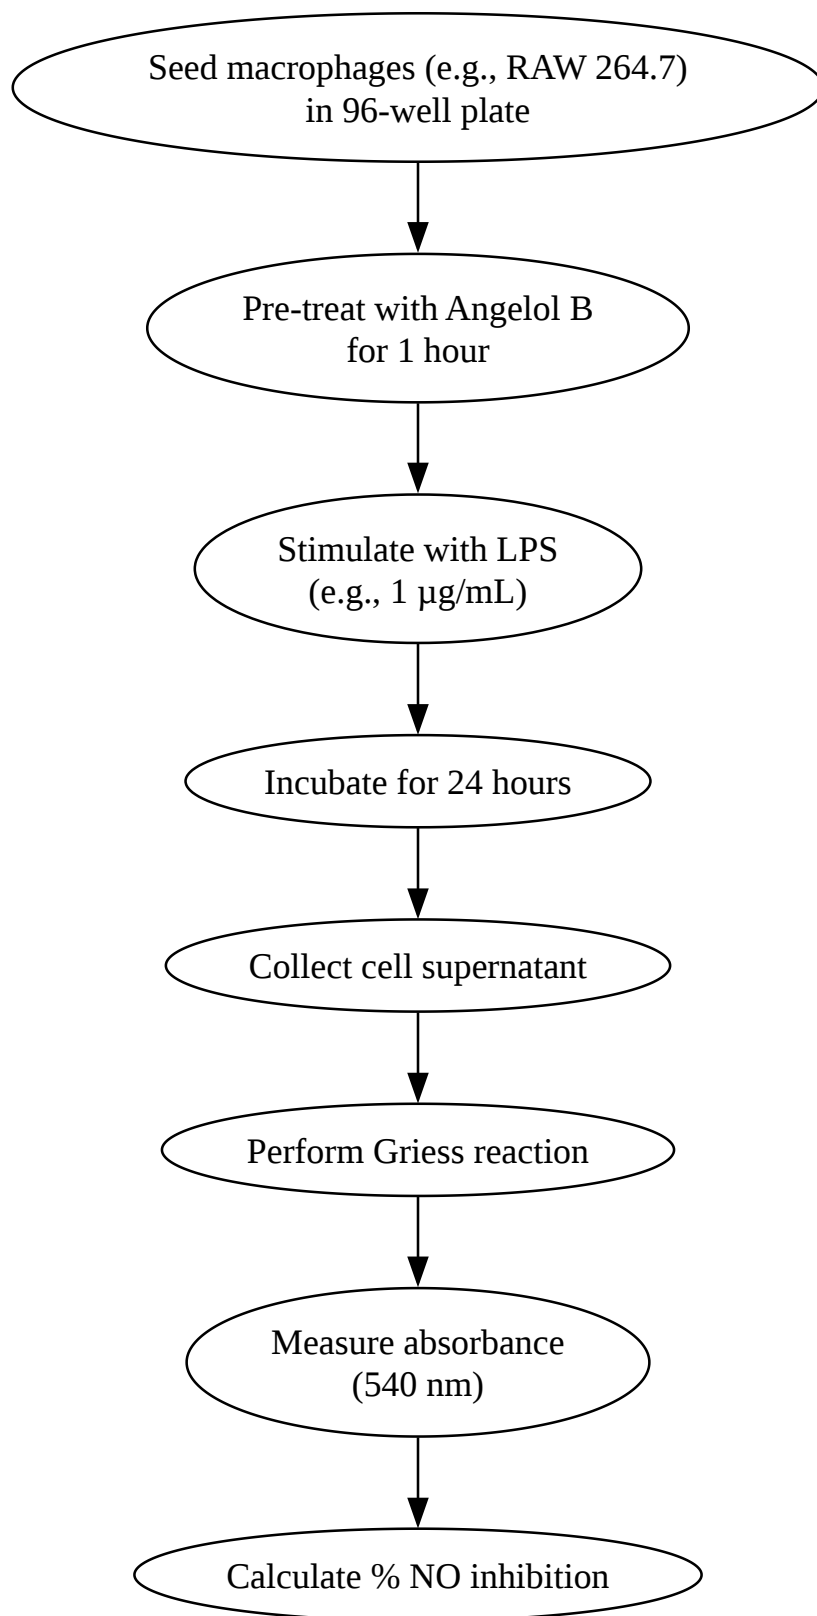 Seed macrophages (e.g., RAW 264.7)
in 96-well plate
Pre-treat with Angelol B
for 1 hour
Stimulate with LPS
(e.g., 1 µg/mL)
Incubate for 24 hours
Collect cell supernatant
Perform Griess reaction
Measure absorbance
(540 nm)
Calculate % NO inhibition